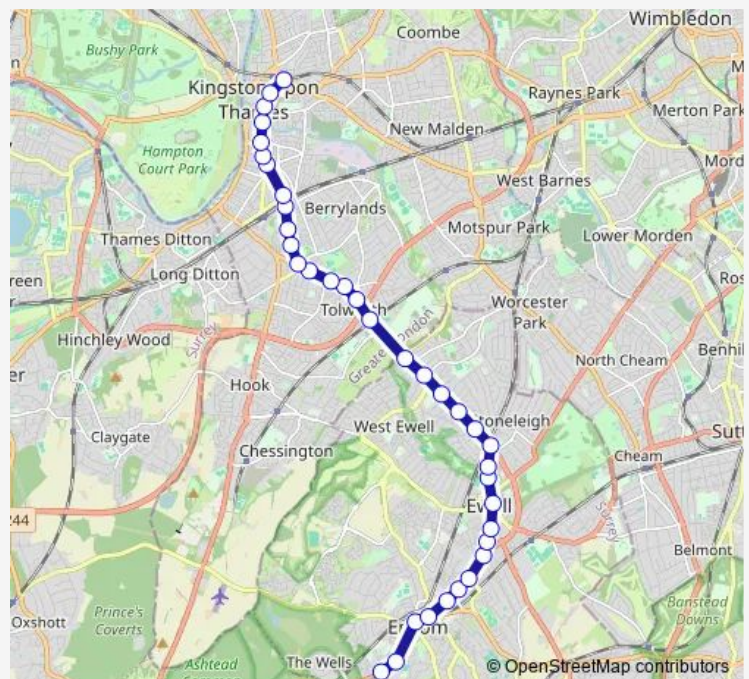 Wimbledon
Coombe
Bushy Park
Kingston upon
Thames
Raynes Park
Merton Park
New Malden
Hampton
Court Park
West Barnes
Berrylands
Motspur Park
Lower Morden
Thames Ditton
Long Ditton
Worcester
Park
Surrey
Greater London
Hinchley Wood
North Cheam
Hook
West Ewell
Stoneleigh
Claygate
Chessington
Cheam
244
Ewell
Surrey
Belmont
Prince's
Coverts
Banstead
Downs
Oxshott
Epsom
The Wells
Ashtead
Common
© OpenStreetMap contributors